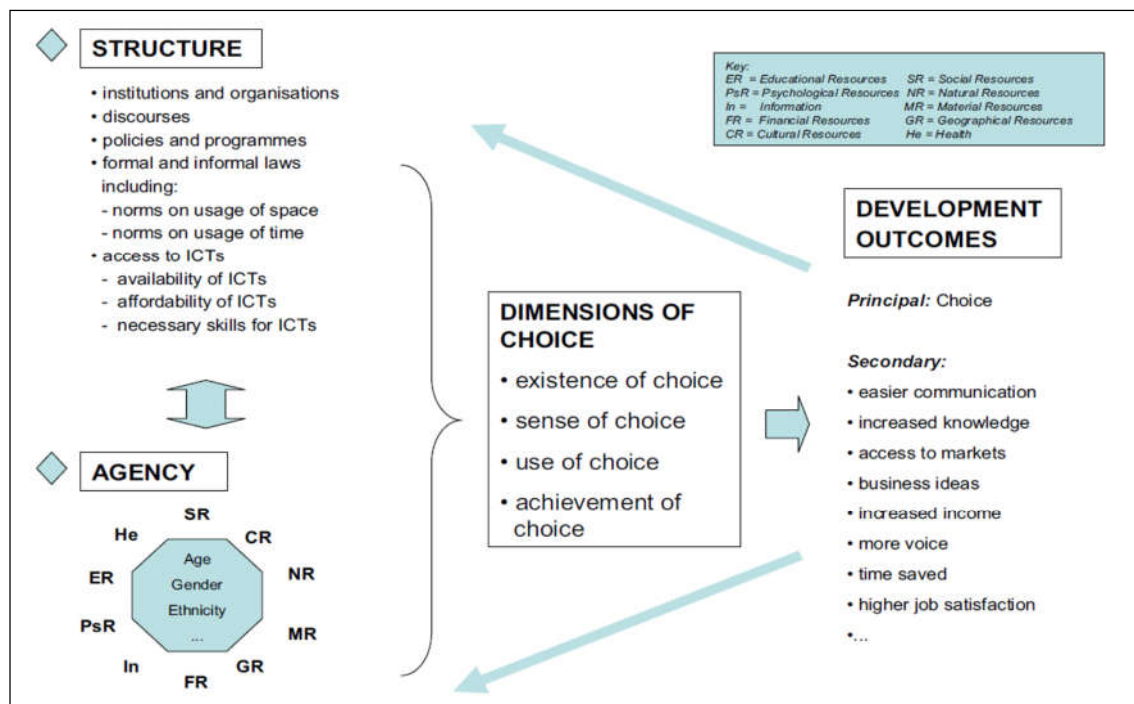 STRUCTURE
• institutions and organisations
• discourses
• policies and programmes
• formal and informal laws
including:
- norms on usage of space
- norms on usage of time
• access to ICTs
- availability of ICTs
- affordability of ICTs
- necessary skills for ICTs
AGENCY
SR
He
CR
ER
NR
PsR
MR
In
GR
FR
Age
Gender
Ethnicity
...
DIMENSIONS OF
CHOICE
• existence of choice
• sense of choice
• use of choice
• achievement of
choice
Key:
ER = Educational Resources SR = Social Resources
PsR = Psychological Resources NR = Natural Resources
In = Information MR = Material Resources
FR = Financial Resources GR = Geographical Resources
CR = Cultural Resources He = Health
DEVELOPMENT
OUTCOMES
Principal: Choice
Secondary:
• easier communication
• increased knowledge
• access to markets
• business ideas
• increased income
• more voice
• time saved
• higher job satisfaction
•...